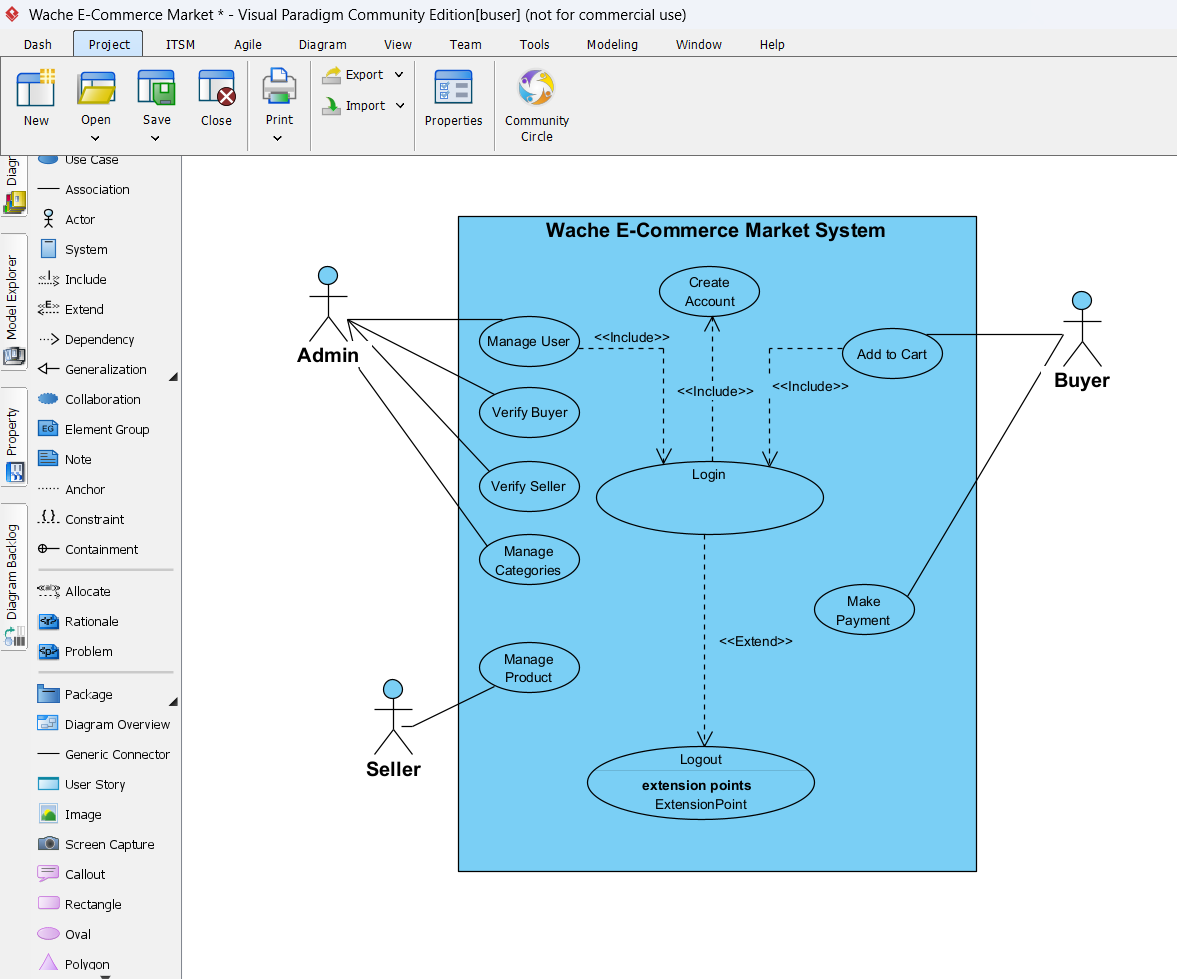 Wache E-Commerce Market * - Visual Paradigm Community Edition[buser] (not for commercial use)
Dash Project ITSM Agile Diagram View Team Tools Modeling Window Help
New Open Save Close Print Export Import Properties Community
Circle
Diagr
Model Explorer
Property
Diagram Backlog
Use Case
Association
Actor
System
Include
Extend
Dependency
Generalization
Collaboration
EG Element Group
Note
Anchor
Constraint
Containment
Allocate
Rationale
Problem
Package
Diagram Overview
Generic Connector
User Story
Image
Screen Capture
Callout
Rectangle
Oval
Polygon
Wache E-Commerce Market System
Create
Account
Admin
Manage User
<<Include>>
Add to Cart
Buyer
<<Include>>
<<Include>>
Verify Buyer
Login
Verify Seller
Manage
Categories
Make
Payment
<<Extend>>
Manage
Product
Seller
Logout
extension points
ExtensionPoint